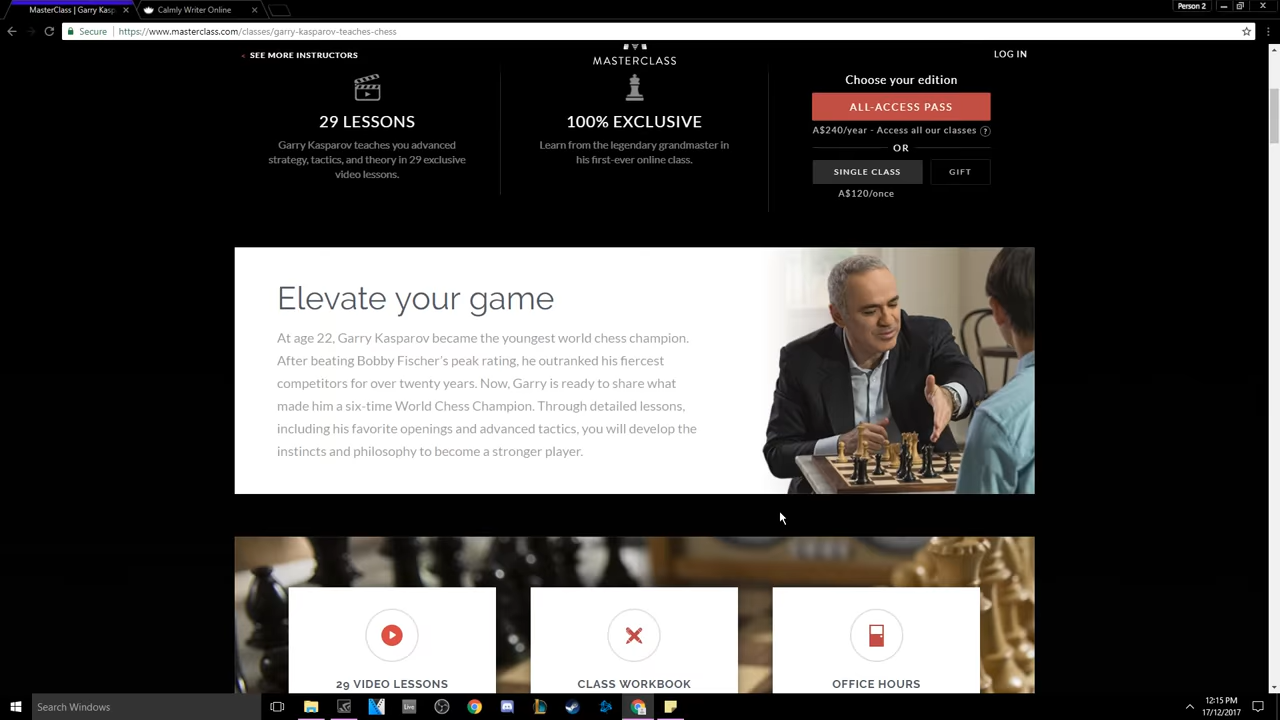 MasterClass | Garry Kasp
Calmly Writer Online
Person 2
Secure
https://www.masterclass.com/classes/garry-kasparov-teaches-chess
SEE MORE INSTRUCTORS
MASTERCLASS
LOG IN
29 LESSONS
Garry Kasparov teaches you advanced
strategy, tactics, and theory in 29 exclusive
video lessons.
100% EXCLUSIVE
Learn from the legendary grandmaster in
his first-ever online class.
Choose your edition
ALL-ACCESS PASS
A$240/year - Access all our classes ?
OR
SINGLE CLASS
GIFT
A$120/once
Elevate your game
At age 22, Garry Kasparov became the youngest world chess champion.
After beating Bobby Fischer's peak rating, he outranked his fiercest
competitors for over twenty years. Now, Garry is ready to share what
made him a six-time World Chess Champion. Through detailed lessons,
including his favorite openings and advanced tactics, you will develop the
instincts and philosophy to become a stronger player.
29 VIDEO LESSONS
CLASS WORKBOOK
OFFICE HOURS
Search Windows
Live
12:15 PM
17/12/2017